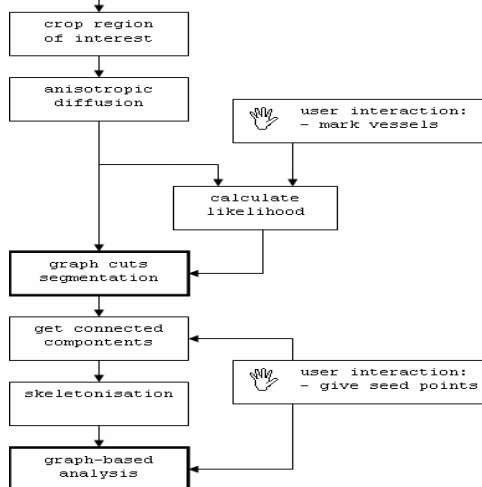 crop region
of interest
anisotropic
diffusion
user interaction:
- mark vessels
calculate
likelihood
graph cuts
segmentation
get connected
compontents
user interaction:
- give seed points
skeletonisation
graph-based
analysis